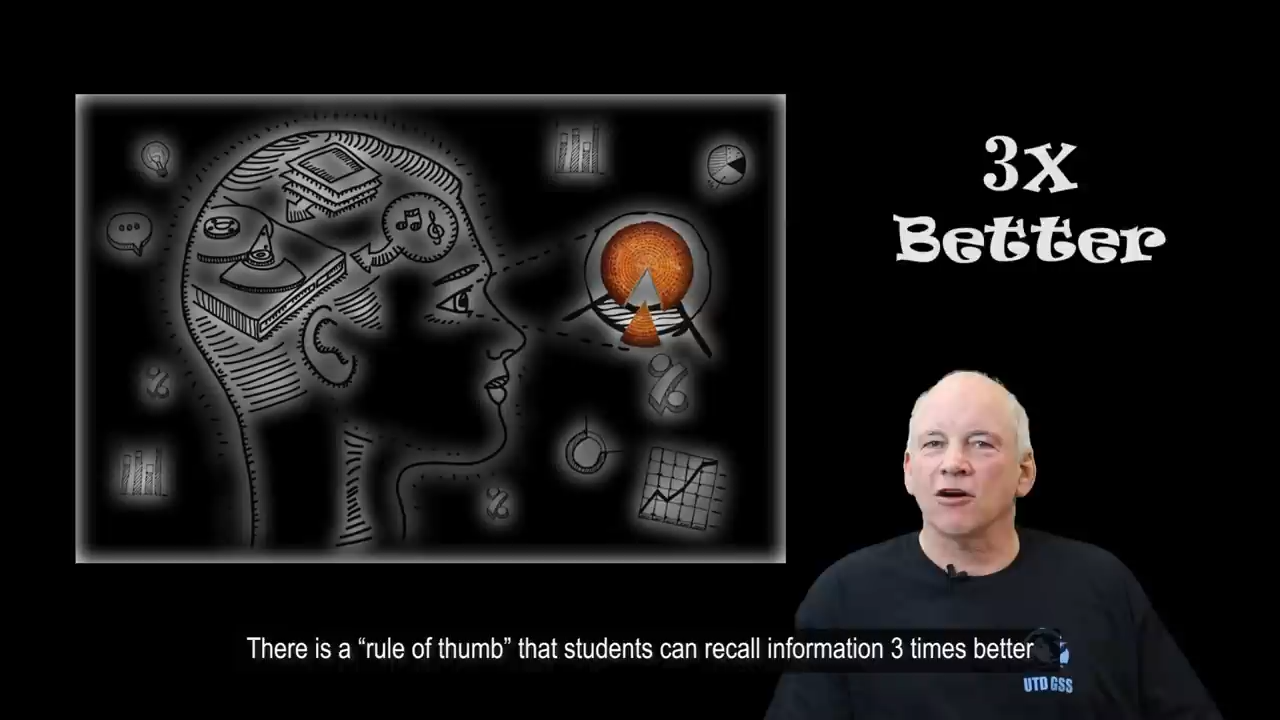 3X
Better
There is a “rule of thumb” that students can recall information 3 times better
UTD GSS